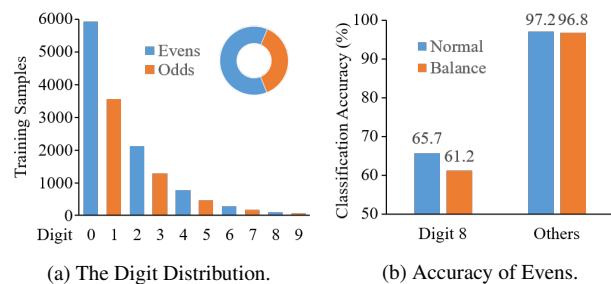 Training Samples
6000
5000
4000
3000
2000
1000
0
Evens
Odds
Digit 0 1 2 3 4 5 6 7 8 9
(a) The Digit Distribution.
Classification Accuracy (%)
100
90
80
70
60
50
Normal
Balance
97.2 96.8
65.7
61.2
Digit 8 Others
(b) Accuracy of Evens.